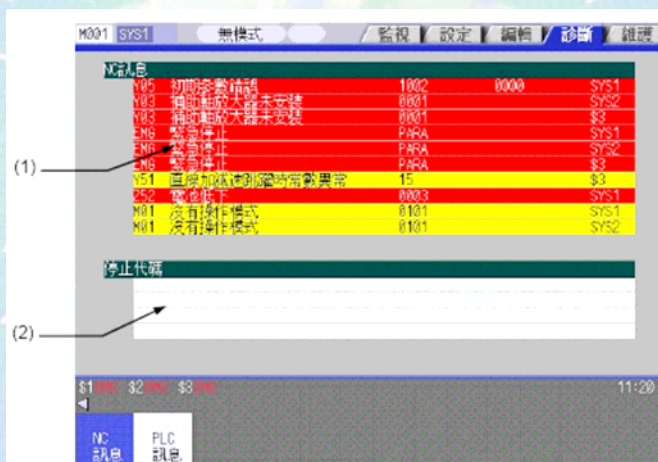 M001 SYS1 無模式 監視 設定 編輯 診斷 維護
NC訊息
Y05 初期參數錯誤 1002 0000 SYS1
Y03 補助軸放大器未安裝 0001 SYS2
Y03 補助軸放大器未安裝 0001 $3
EMG 緊急停止 PARA SYS1
(1)
EMG 緊急停止 PARA SYS2
EMG 緊急停止 PARA $3
Y51 直線加減速跳躍時常數異常 15 $3
Z52 電池低下 0003 SYS1
M01 沒有操作模式 0101 SYS1
M01 沒有操作模式 0101 SYS2
停止代碼
(2)
$1EMG $2EMG $3EMG 11:20
NC PLC
訊息 訊息